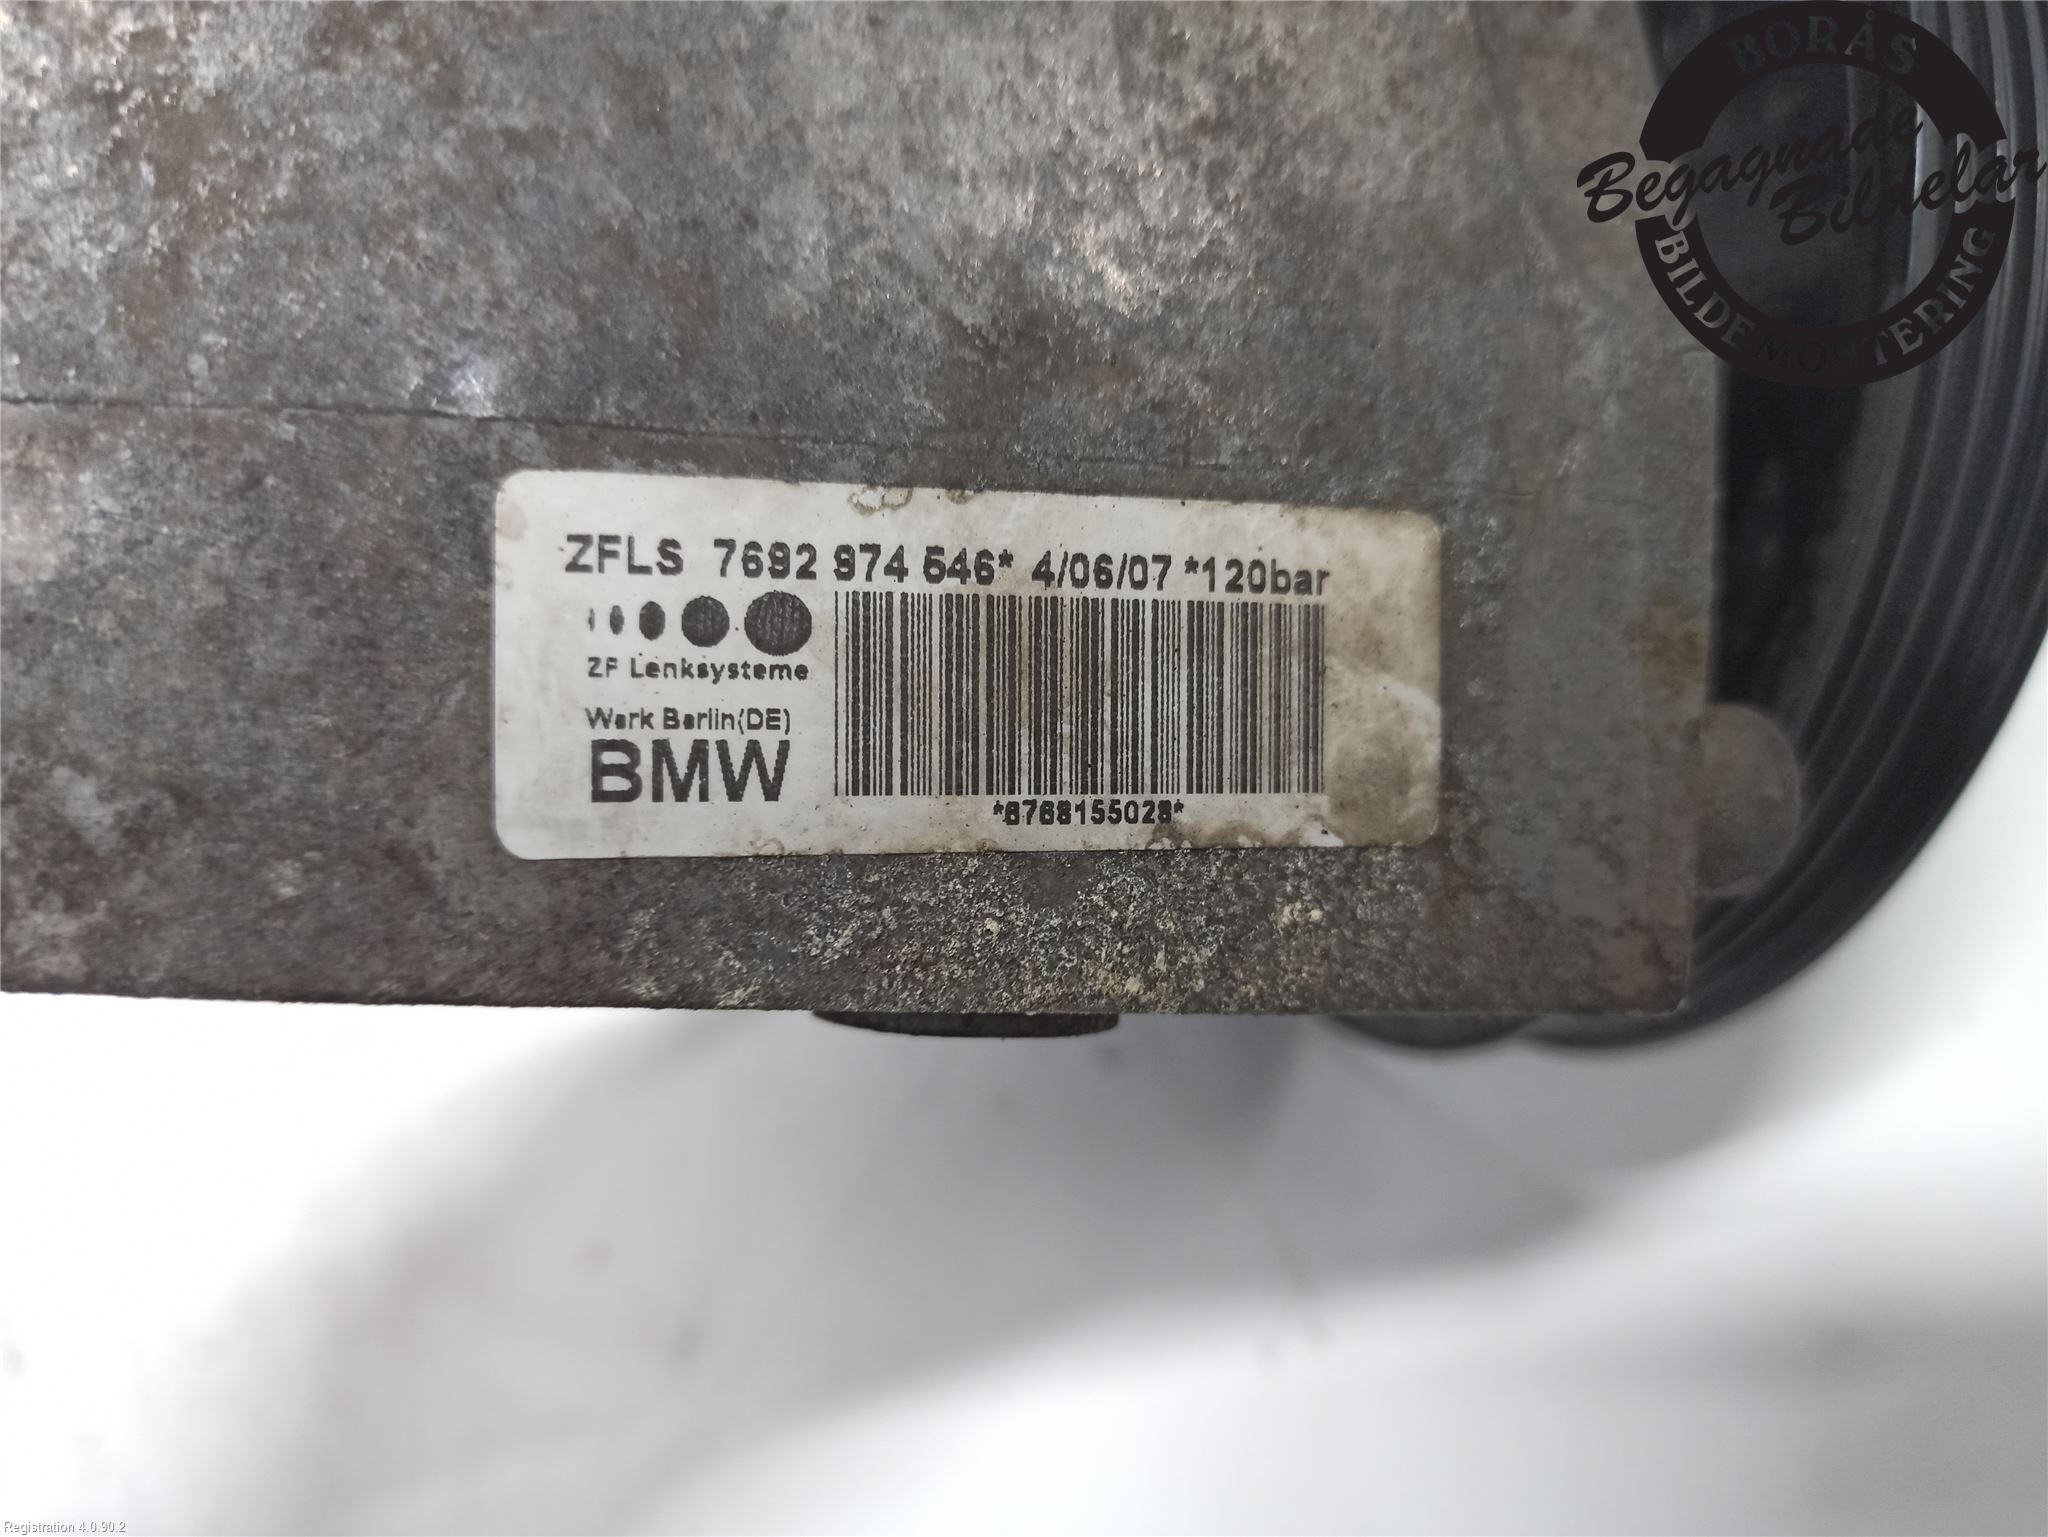 BORÅS
Begagnade
Bildelar
BILDEMONTERING
ZFLS 7692 974 546* 4/06/07 *120bar
ZF Lenksysteme
Werk Berlin(DE)
BMW
*6768155028*
Registration 4.0.90.2